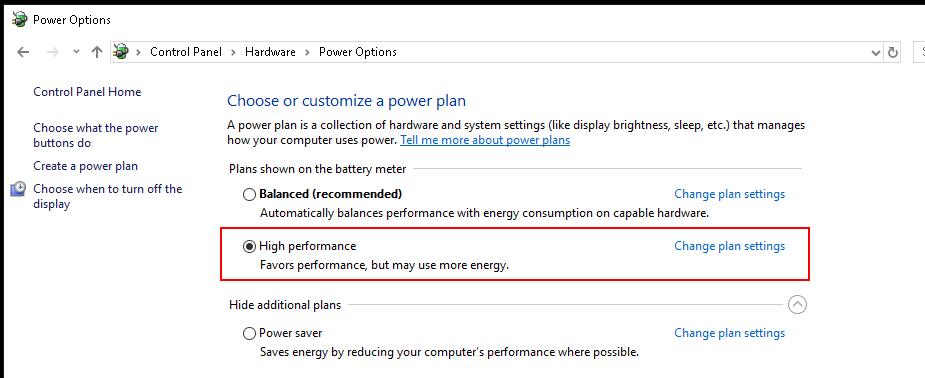 Power Options
Control Panel > Hardware > Power Options
Control Panel Home
Choose what the power
buttons do
Create a power plan
Choose when to turn off the
display
Choose or customize a power plan
A power plan is a collection of hardware and system settings (like display brightness, sleep, etc.) that manages
how your computer uses power. Tell me more about power plans
Plans shown on the battery meter
Balanced (recommended) Change plan settings
Automatically balances performance with energy consumption on capable hardware.
High performance Change plan settings
Favors performance, but may use more energy.
Hide additional plans
Power saver Change plan settings
Saves energy by reducing your computer's performance where possible.